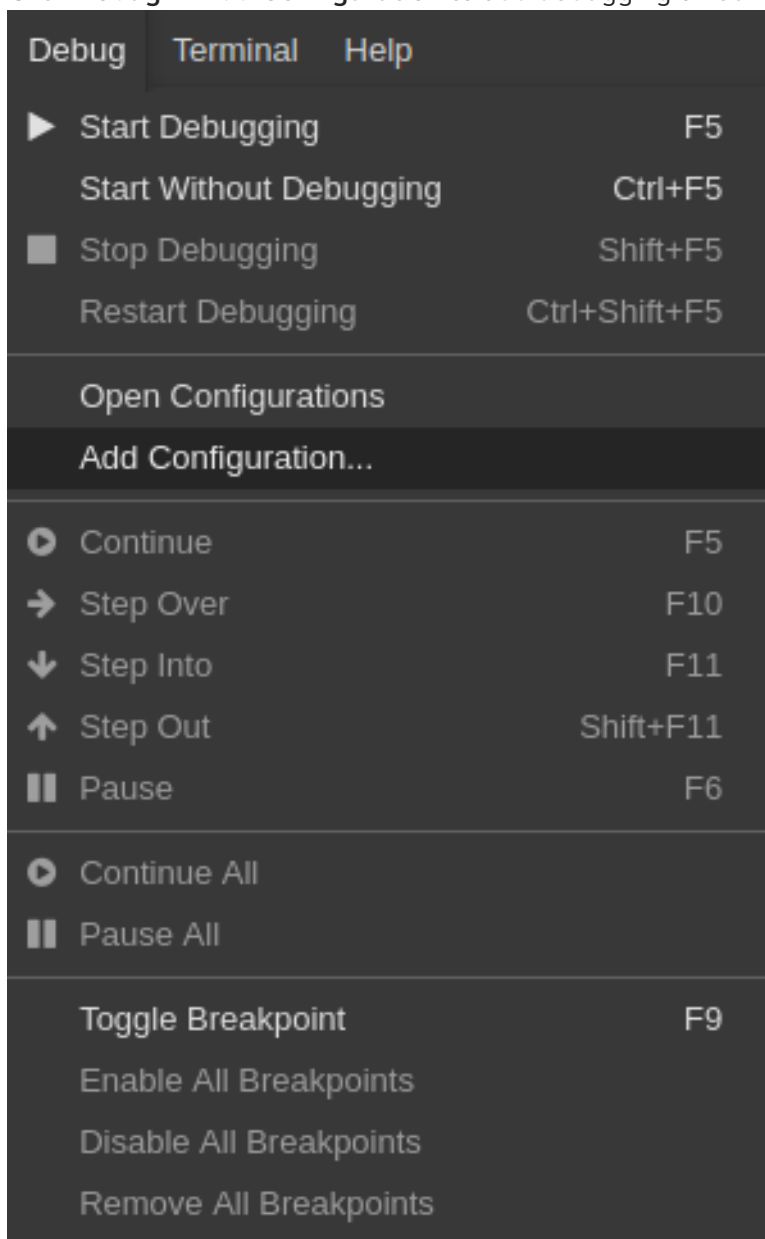 Debug Terminal Help
Start Debugging F5
Start Without Debugging Ctrl+F5
Stop Debugging Shift+F5
Restart Debugging Ctrl+Shift+F5
Open Configurations
Add Configuration...
Continue F5
Step Over F10
Step Into F11
Step Out Shift+F11
Pause F6
Continue All
Pause All
Toggle Breakpoint F9
Enable All Breakpoints
Disable All Breakpoints
Remove All Breakpoints